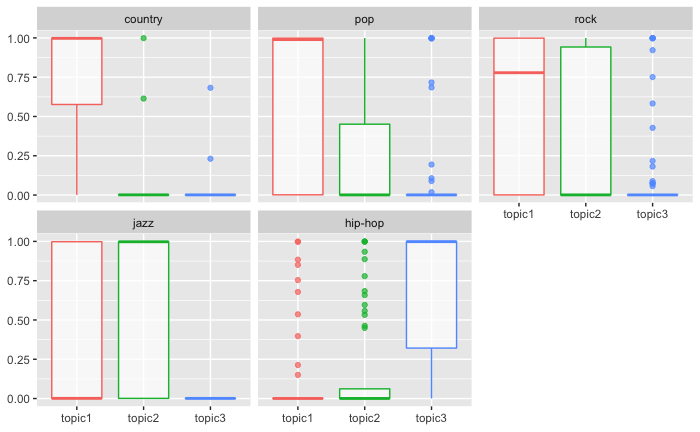 country pop rock
1.00
0.75
0.50
0.25
0.00
topic1 topic2 topic3
jazz hip-hop
1.00
0.75
0.50
0.25
0.00
topic1 topic2 topic3 topic1 topic2 topic3